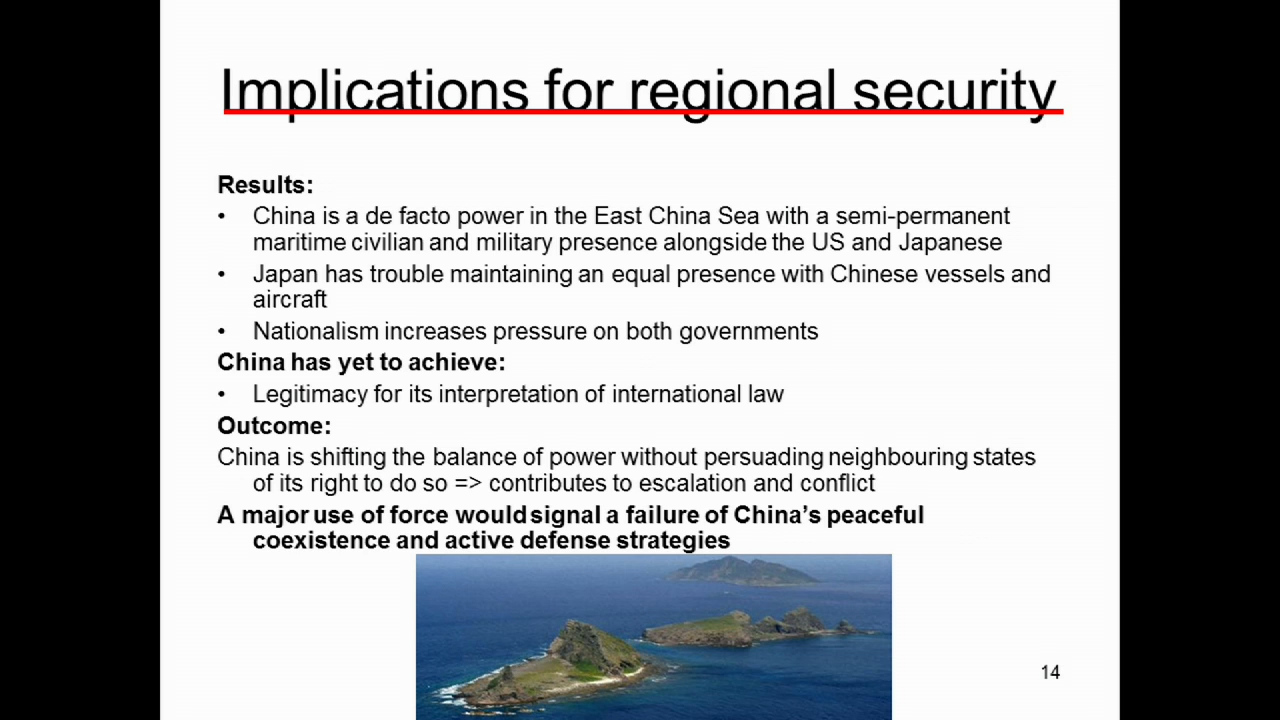 Implications for regional security
Results:
• China is a de facto power in the East China Sea with a semi-permanent
maritime civilian and military presence alongside the US and Japanese
• Japan has trouble maintaining an equal presence with Chinese vessels and
aircraft
• Nationalism increases pressure on both governments
China has yet to achieve:
• Legitimacy for its interpretation of international law
Outcome:
China is shifting the balance of power without persuading neighbouring states
of its right to do so => contributes to escalation and conflict
A major use of force would signal a failure of China’s peaceful
coexistence and active defense strategies
14